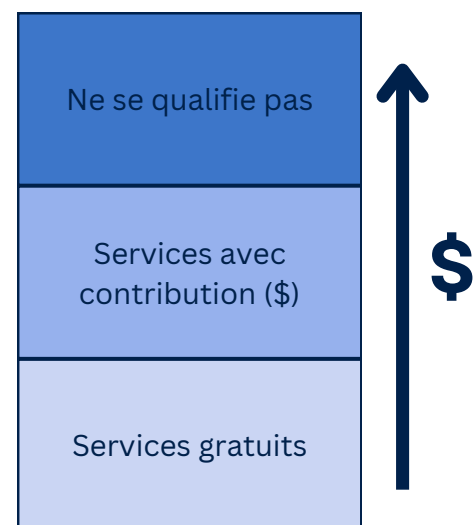 Ne se qualifie pas
Services avec
contribution ($)
$
Services gratuits